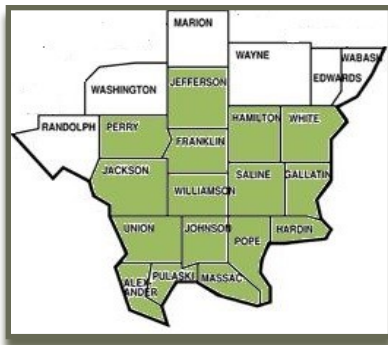 MARION
WAYNE
WABASH
EDWARDS
JEFFERSON
WASHINGTON
RANDOLPH
PERRY
HAMILTON
WHITE
FRANKLIN
JACKSON
WILLIAMSON
SALINE
GALLATIN
UNION
JOHNSON
POPE
HARDIN
ALEX-
ANDER
PULASKI
MASSAC